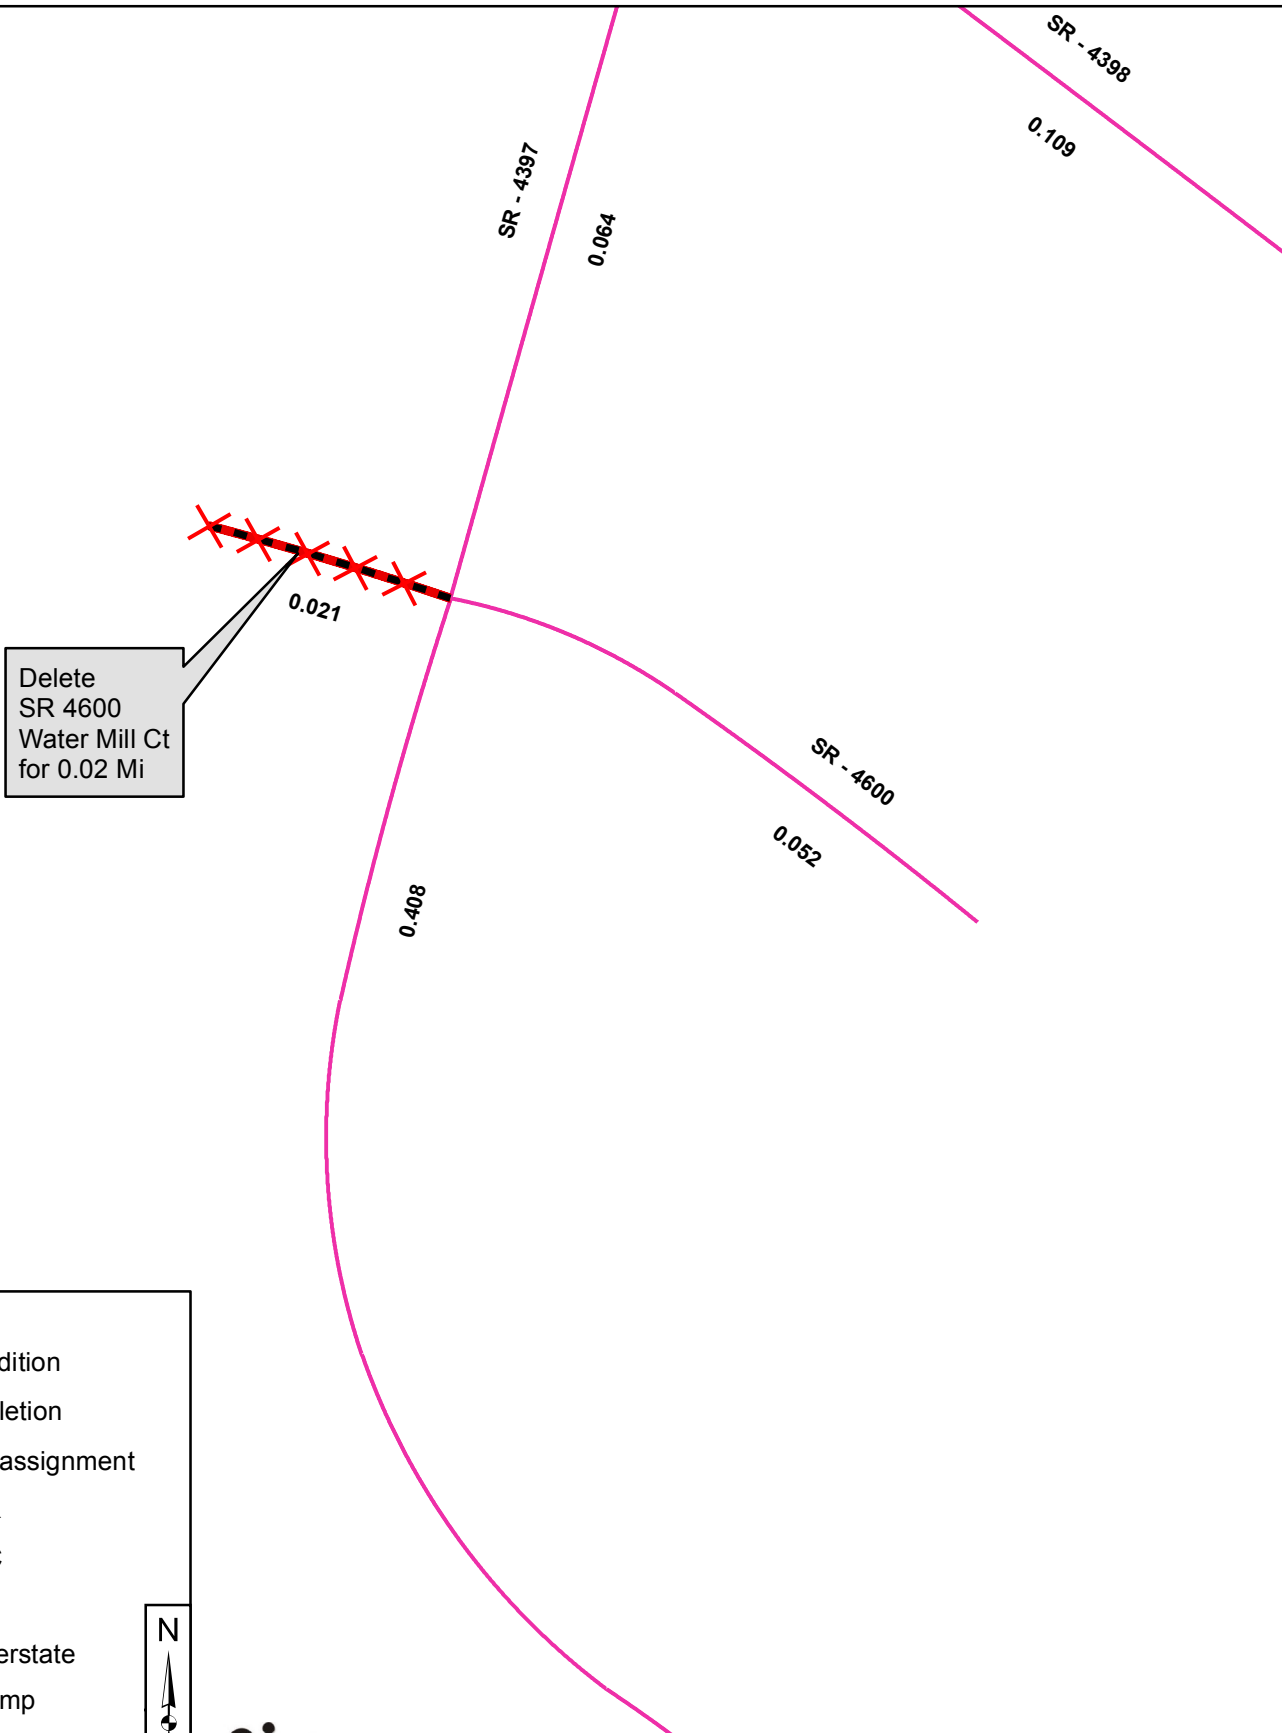 SR - 4398
0.109
SR - 4397
0.064
0.021
Delete
SR 4600
Water Mill Ct
for 0.02 Mi
SR - 4600
0.052
0.408
dition
letion
assignment
N
erstate
mp